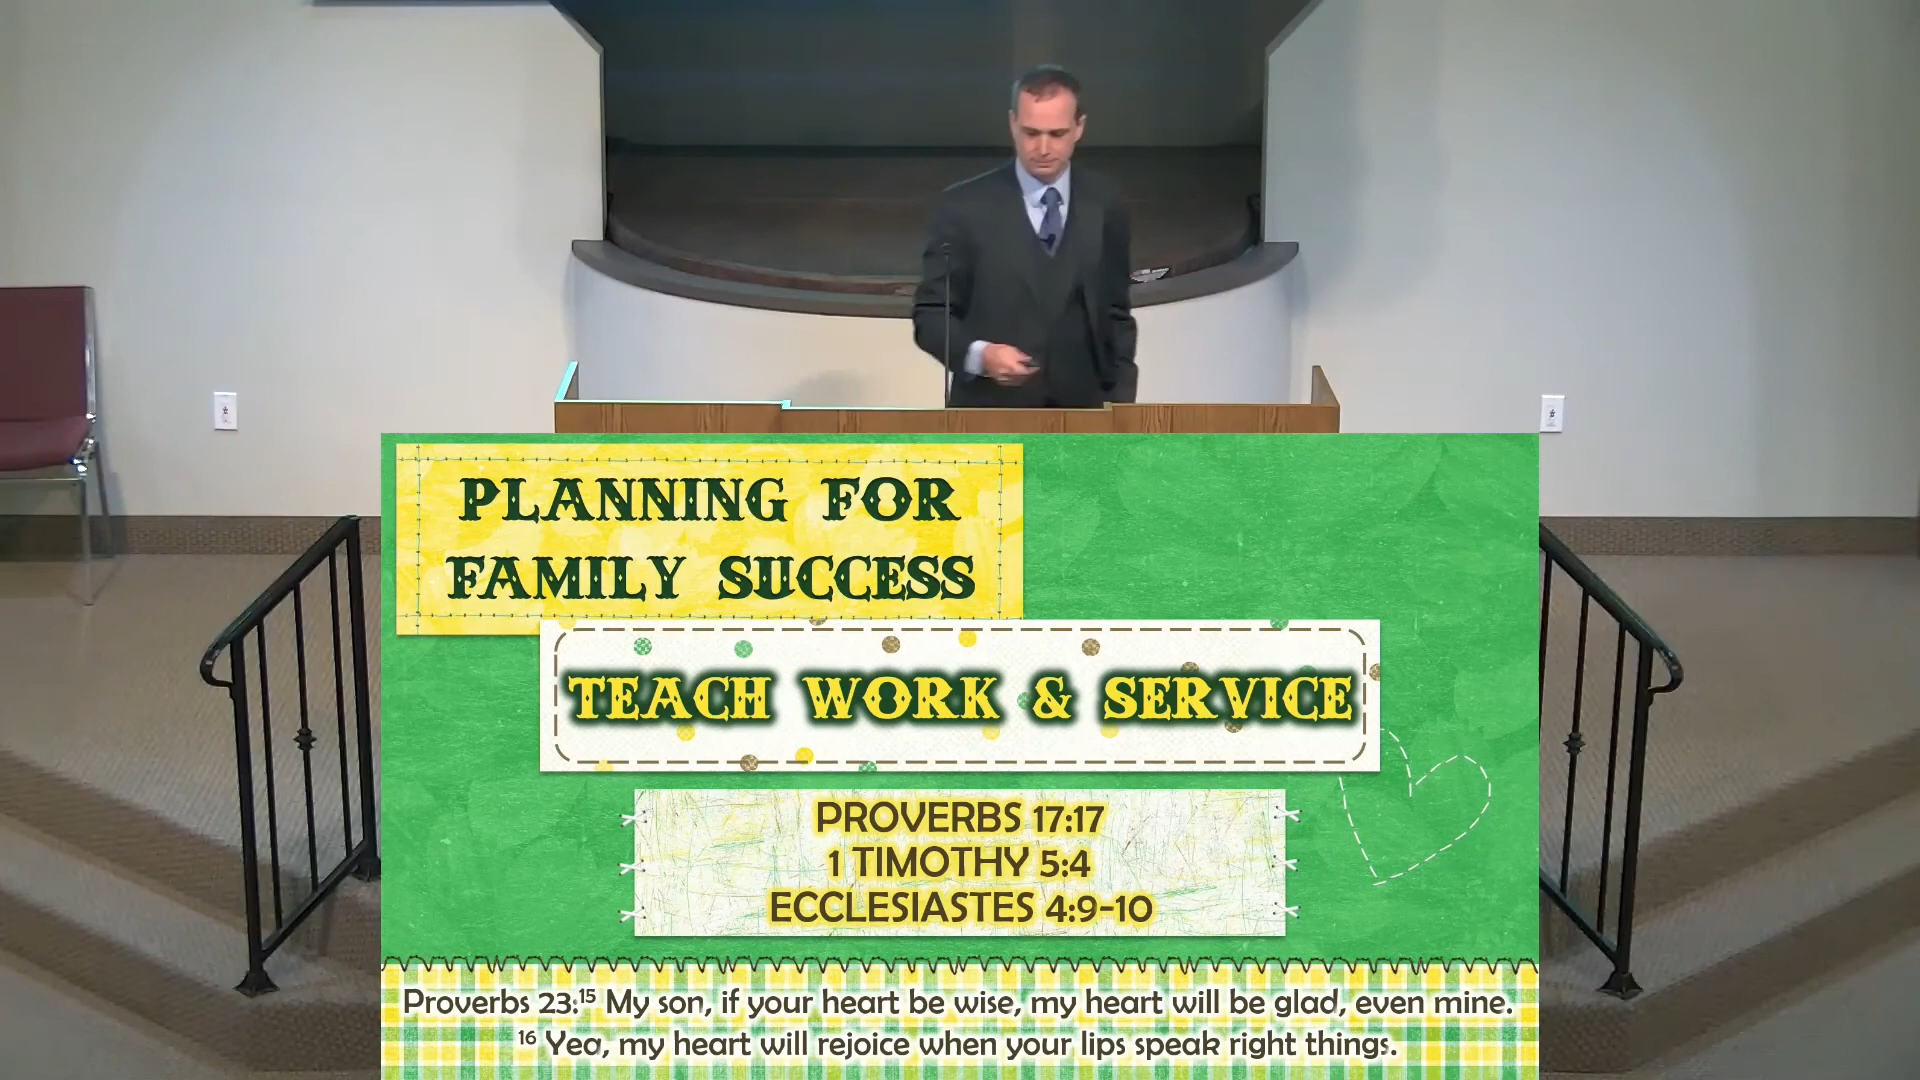 PLANNING FOR
FAMILY SUCCESS
TEACH WORK & SERVICE
PROVERBS 17:17
1 TIMOTHY 5:4
ECCLESIASTES 4:9-10
Proverbs 23:15 My son, if your heart be wise, my heart will be glad, even mine.
16 Yea, my heart will rejoice when your lips speak right things.